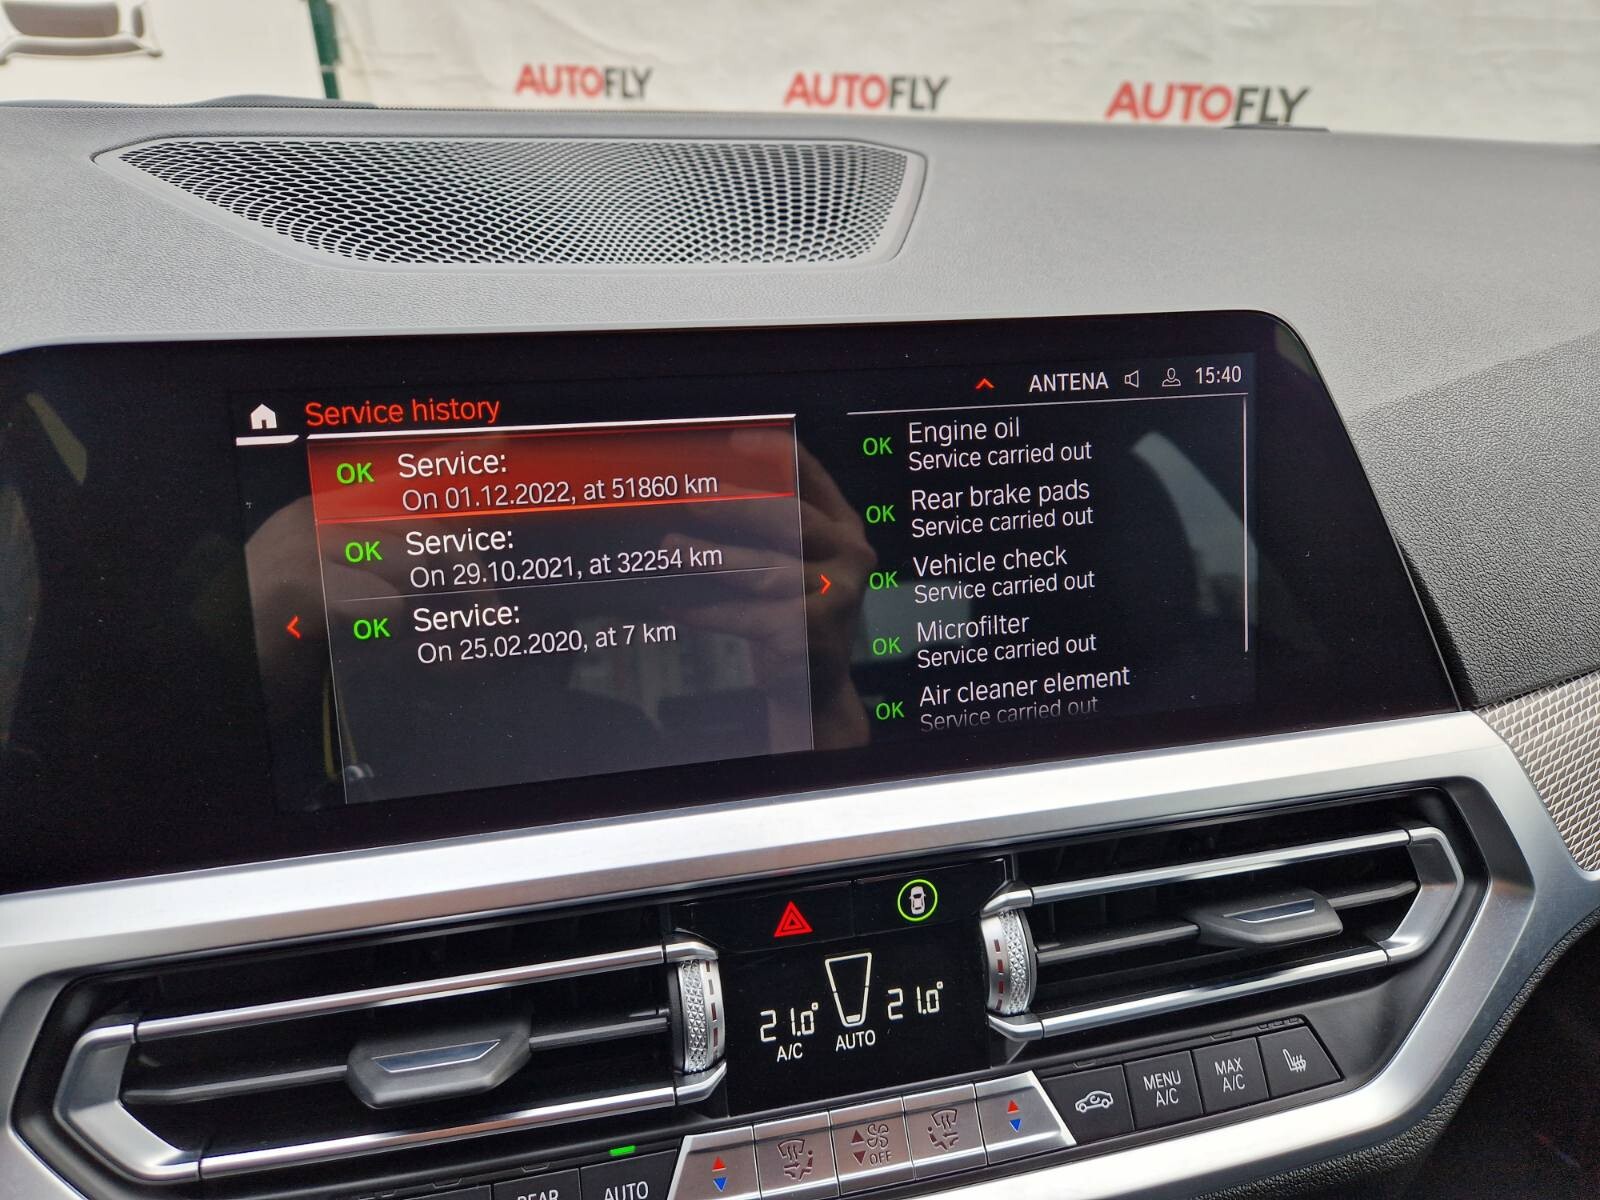 AUTOFLY
AUTOFLY
AUTOFLY
ANTENA
15:40
Service history
OK Service:
On 01.12.2022, at 51860 km
OK Service:
On 29.10.2021, at 32254 km
OK Service:
On 25.02.2020, at 7 km
OK Engine oil
Service carried out
OK Rear brake pads
Service carried out
OK Vehicle check
Service carried out
OK Microfilter
Service carried out
OK Air cleaner element
Service carried out
21.0°
A/C
AUTO
21.0°
MENU
A/C
MAX
A/C
OFF
REAR
AUTO